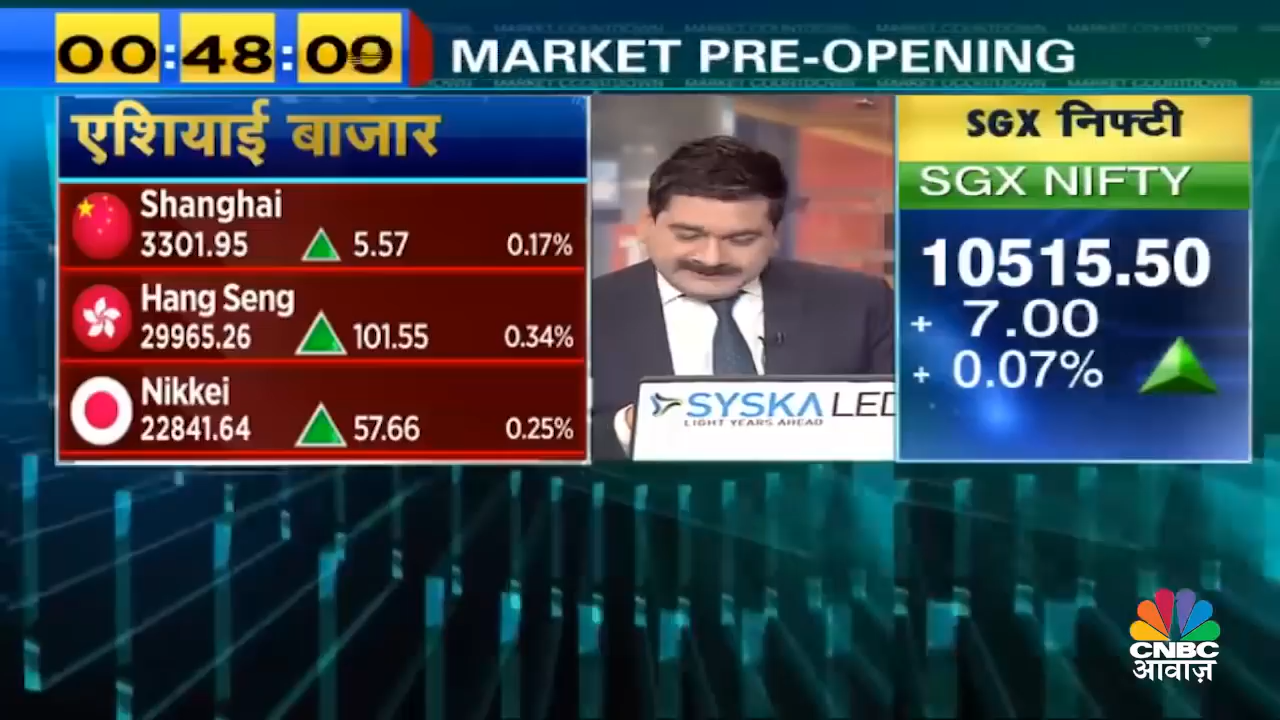 00:48:09
MARKET PRE-OPENING
एशियाई बाजार
Shanghai
3301.95 5.57 0.17%
Hang Seng
29965.26 101.55 0.34%
Nikkei
22841.64 57.66 0.25%
SYSKA LED
LIGHT YEARS AHEAD
SGX निफ्टी
SGX NIFTY
10515.50
+ 7.00
+ 0.07%
CNBC
आवाज़